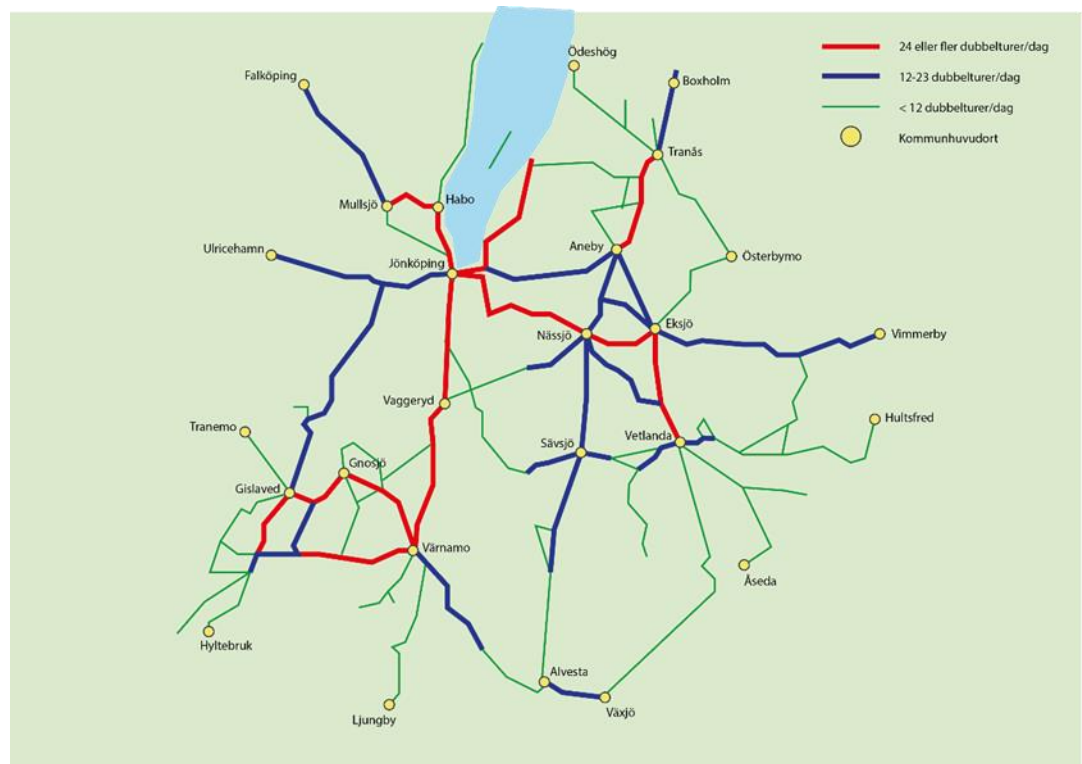 Ödeshög
24 eller fler dubbelturer/dag
Falköping
Boxholm
12-23 dubbelturer/dag
< 12 dubbelturer/dag
Kommunhuvudort
Tranås
Mullsjö
Habo
Ulricehamn
Aneby
Österbymo
Jönköping
Nässjö
Eksjö
Vimmerby
Vaggeryd
Tranemo
Hultsfred
Sävsjö
Vetlanda
Gnosjö
Gislaved
Värnamo
Åseda
Hyltebruk
Alvesta
Ljungby
Växjö